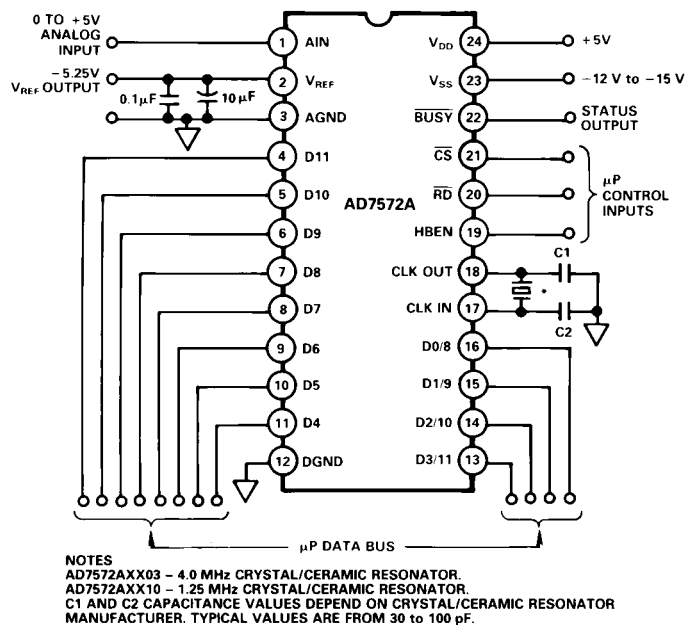 0 TO +5V
ANALOG
INPUT
1 AIN
VDD 24
+5V
–5.25V
VREF OUTPUT
0.1µF
10 µF
2 VREF
VSS 23
–12 V to –15 V
3 AGND
BUSY 22
STATUS
OUTPUT
4 D11
CS 21
5 D10
AD7572A
RD 20
µP
CONTROL
INPUTS
6 D9
HBEN 19
7 D8
CLK OUT 18
C1
*
8 D7
CLK IN 17
C2
9 D6
D0/8 16
10 D5
D1/9 15
11 D4
D2/10 14
12 DGND
D3/11 13
µP DATA BUS
NOTES
AD7572AXX03 – 4.0 MHz CRYSTAL/CERAMIC RESONATOR.
AD7572AXX10 – 1.25 MHz CRYSTAL/CERAMIC RESONATOR.
C1 AND C2 CAPACITANCE VALUES DEPEND ON CRYSTAL/CERAMIC RESONATOR
MANUFACTURER. TYPICAL VALUES ARE FROM 30 to 100 pF.